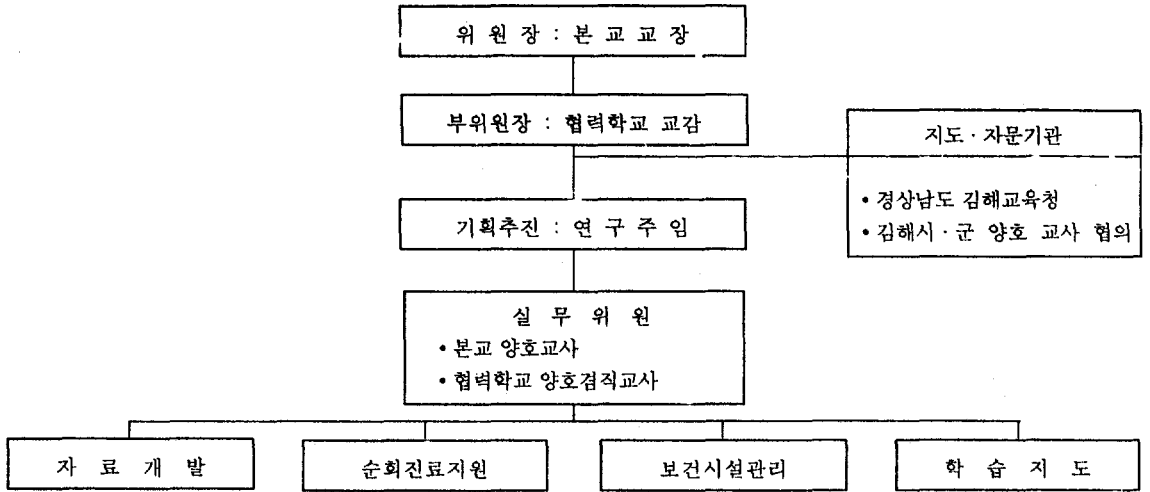 위 원 장 : 본 교 교 장
부위원장 : 협력학교 교감
지도 · 자문기관
• 경상남도 김해교육청
• 김해시 · 군 양호 교사 협의
기획추진 : 연 구 주 임
실 무 위 원
• 본교 양호교사
• 협력학교 양호겸직교사
자 료 개 발
순회진료지원
보건시설관리
학 습 지 도